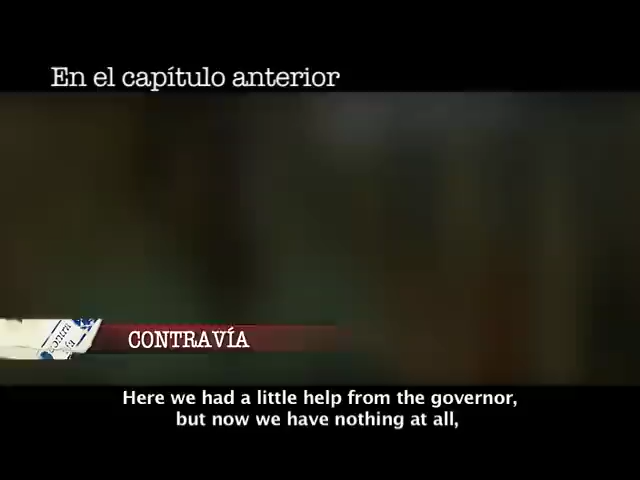 En el capítulo anterior
CONTRAVÍA
Here we had a little help from the governor,
but now we have nothing at all,